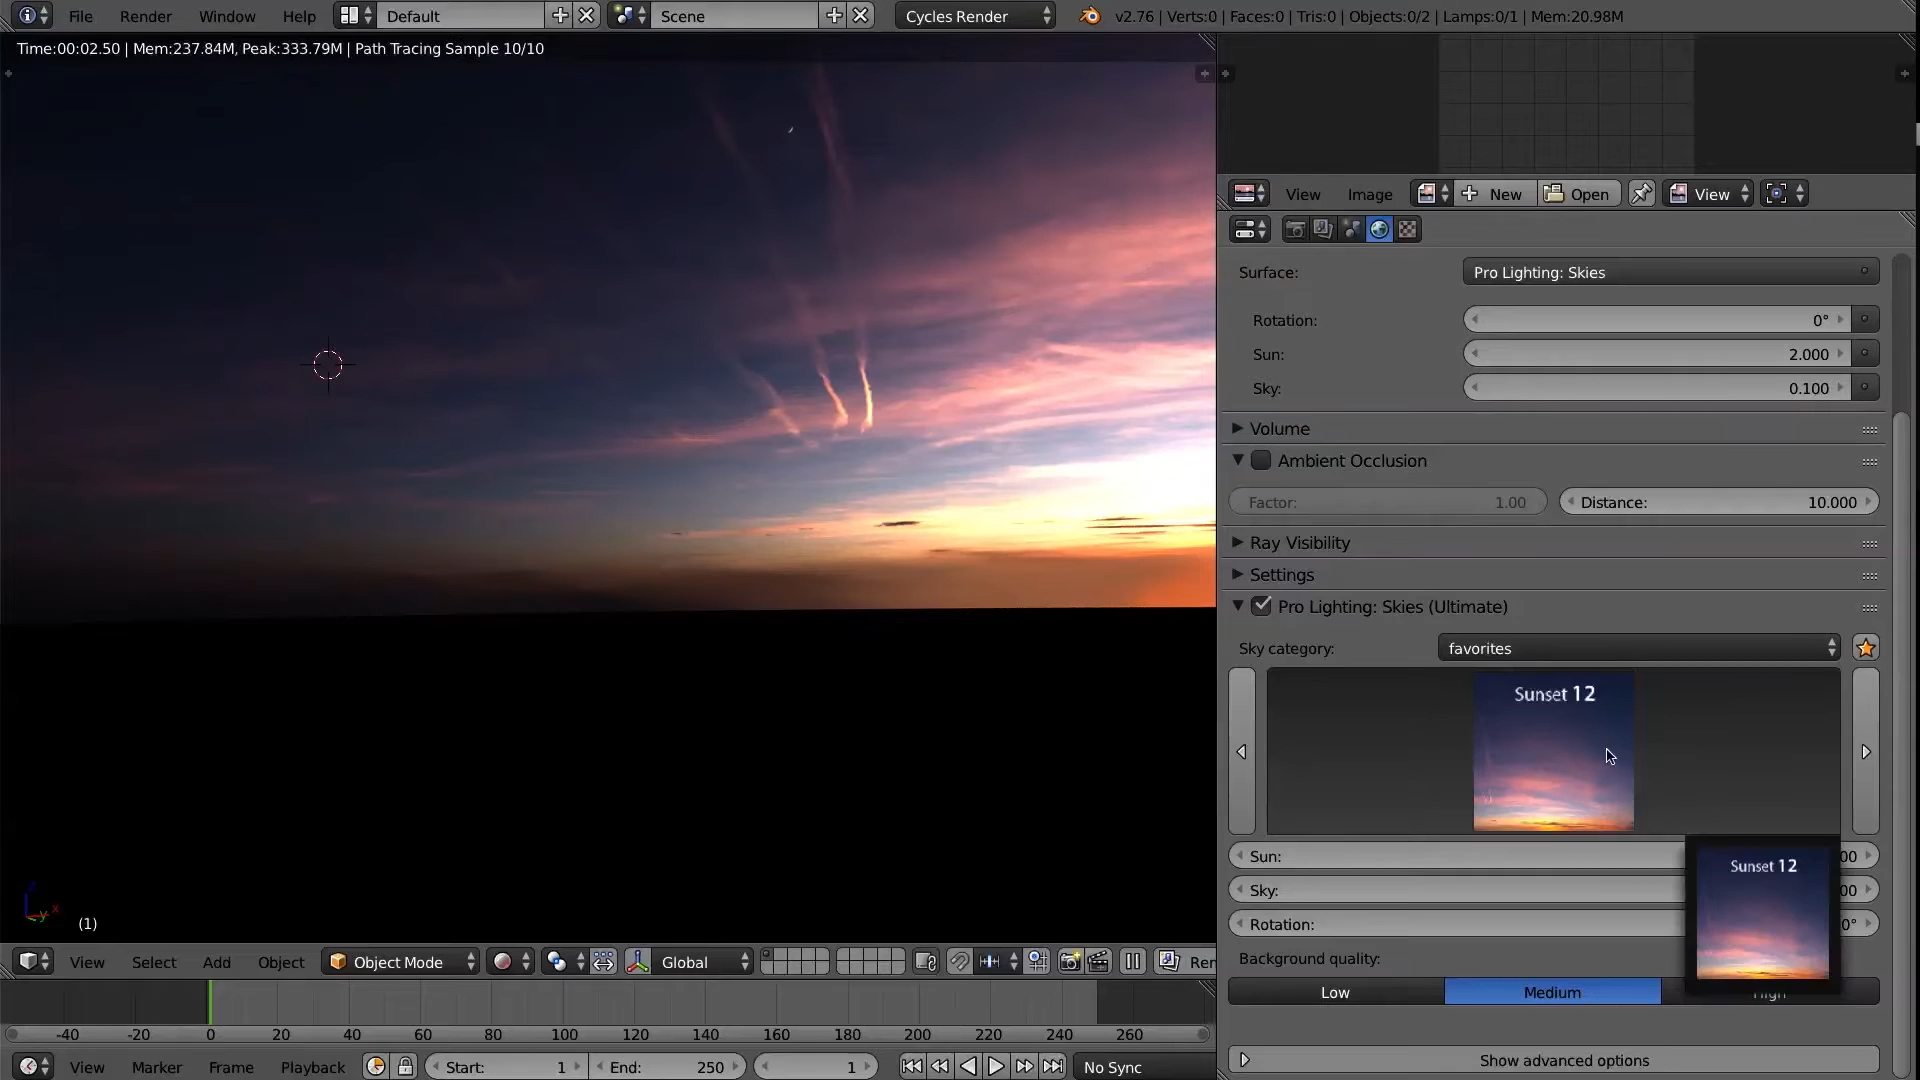 File Render Window Help Default Scene Cycles Render v2.76 | Verts:0 | Faces:0 | Tris:0 | Objects:0/2 | Lamps:0/1 | Mem:20.98M
Time:00:02.50 | Mem:237.84M, Peak:333.79M | Path Tracing Sample 10/10
View Image New Open View
Surface: Pro Lighting: Skies
Rotation: 0°
Sun: 2.000
Sky: 0.100
Volume
Ambient Occlusion
Factor: 1.00 Distance: 10.000
Ray Visibility
Settings
Pro Lighting: Skies (Ultimate)
Sky category: favorites
Sunset 12
Sun: 00
Sunset 12
Sky: 00
Rotation: 0°
Background quality:
Low Medium High
Show advanced options
z
x
y
(1)
View Select Add Object Object Mode Global Ren
-40 -20 0 20 40 60 80 100 120 140 160 180 200 220 240 260
View Marker Frame Playback Start: 1 End: 250 1 No Sync